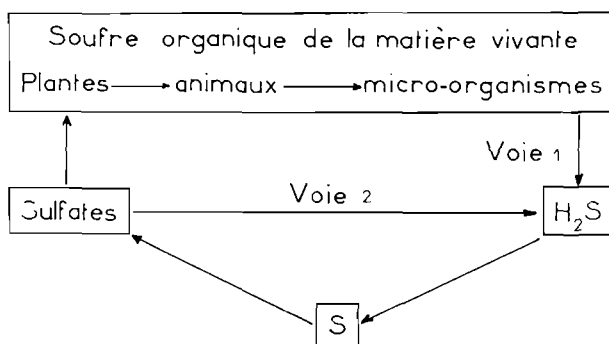 Soufre organique de la matière vivante
Plantes animaux micro-organismes
Voie 1
Sulfates Voie 2 H₂S
S